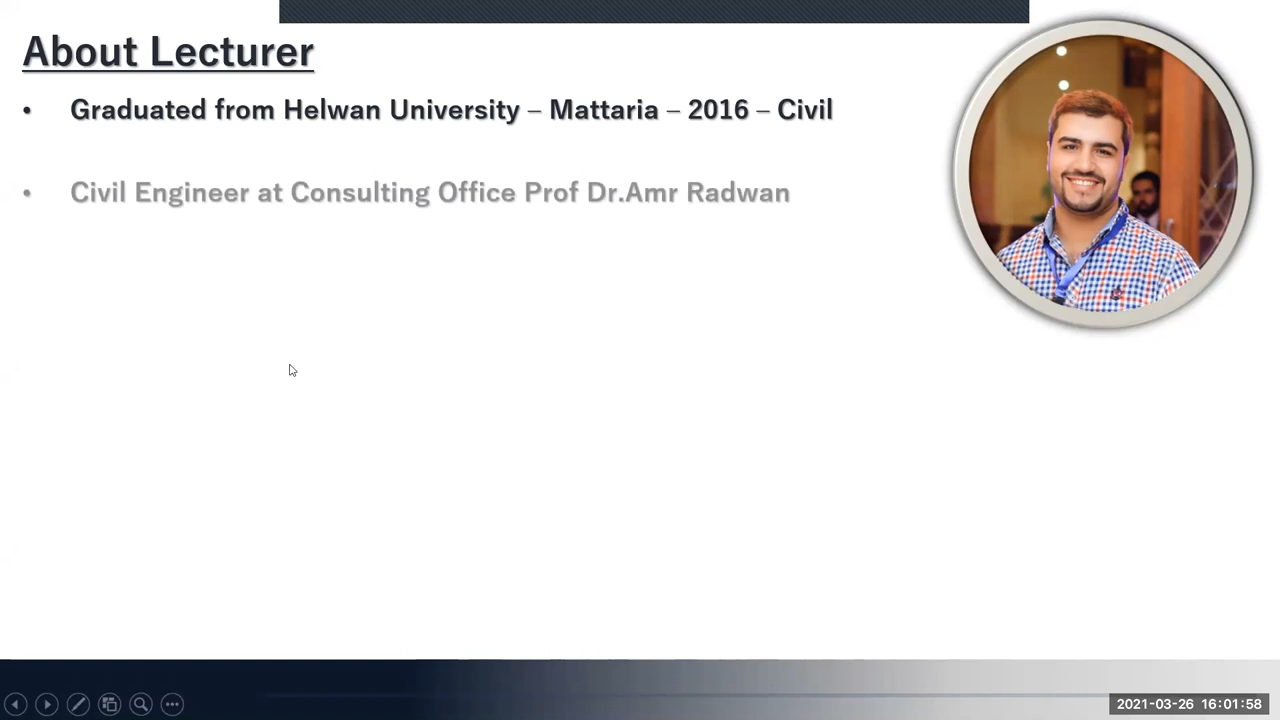 About Lecturer
• Graduated from Helwan University – Mattaria – 2016 – Civil
• Civil Engineer at Consulting Office Prof Dr.Amr Radwan
2021-03-26 16:01:58